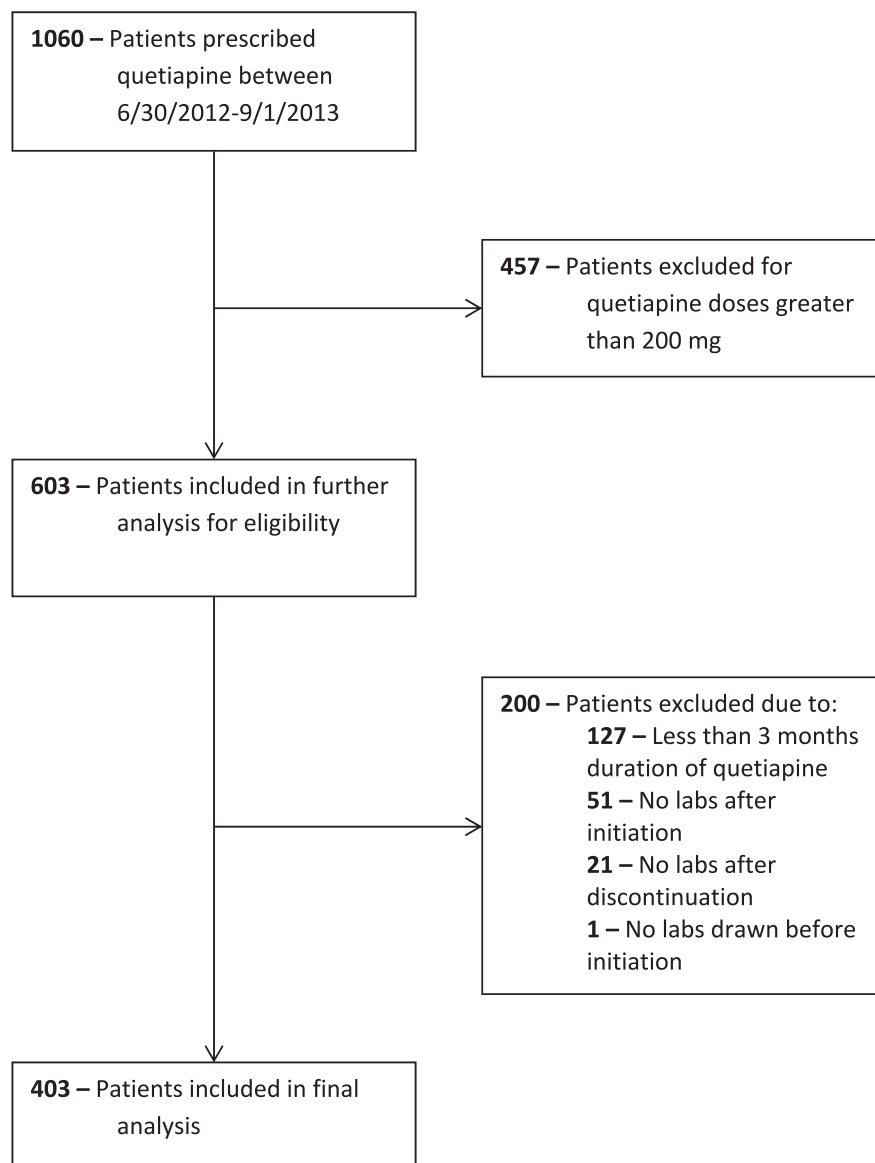 1060 – Patients prescribed
quetiapine between
6/30/2012-9/1/2013
457 – Patients excluded for
quetiapine doses greater
than 200 mg
603 – Patients included in further
analysis for eligibility
200 – Patients excluded due to:
127 – Less than 3 months
duration of quetiapine
51 – No labs after
initiation
21 – No labs after
discontinuation
1 – No labs drawn before
initiation
403 – Patients included in final
analysis